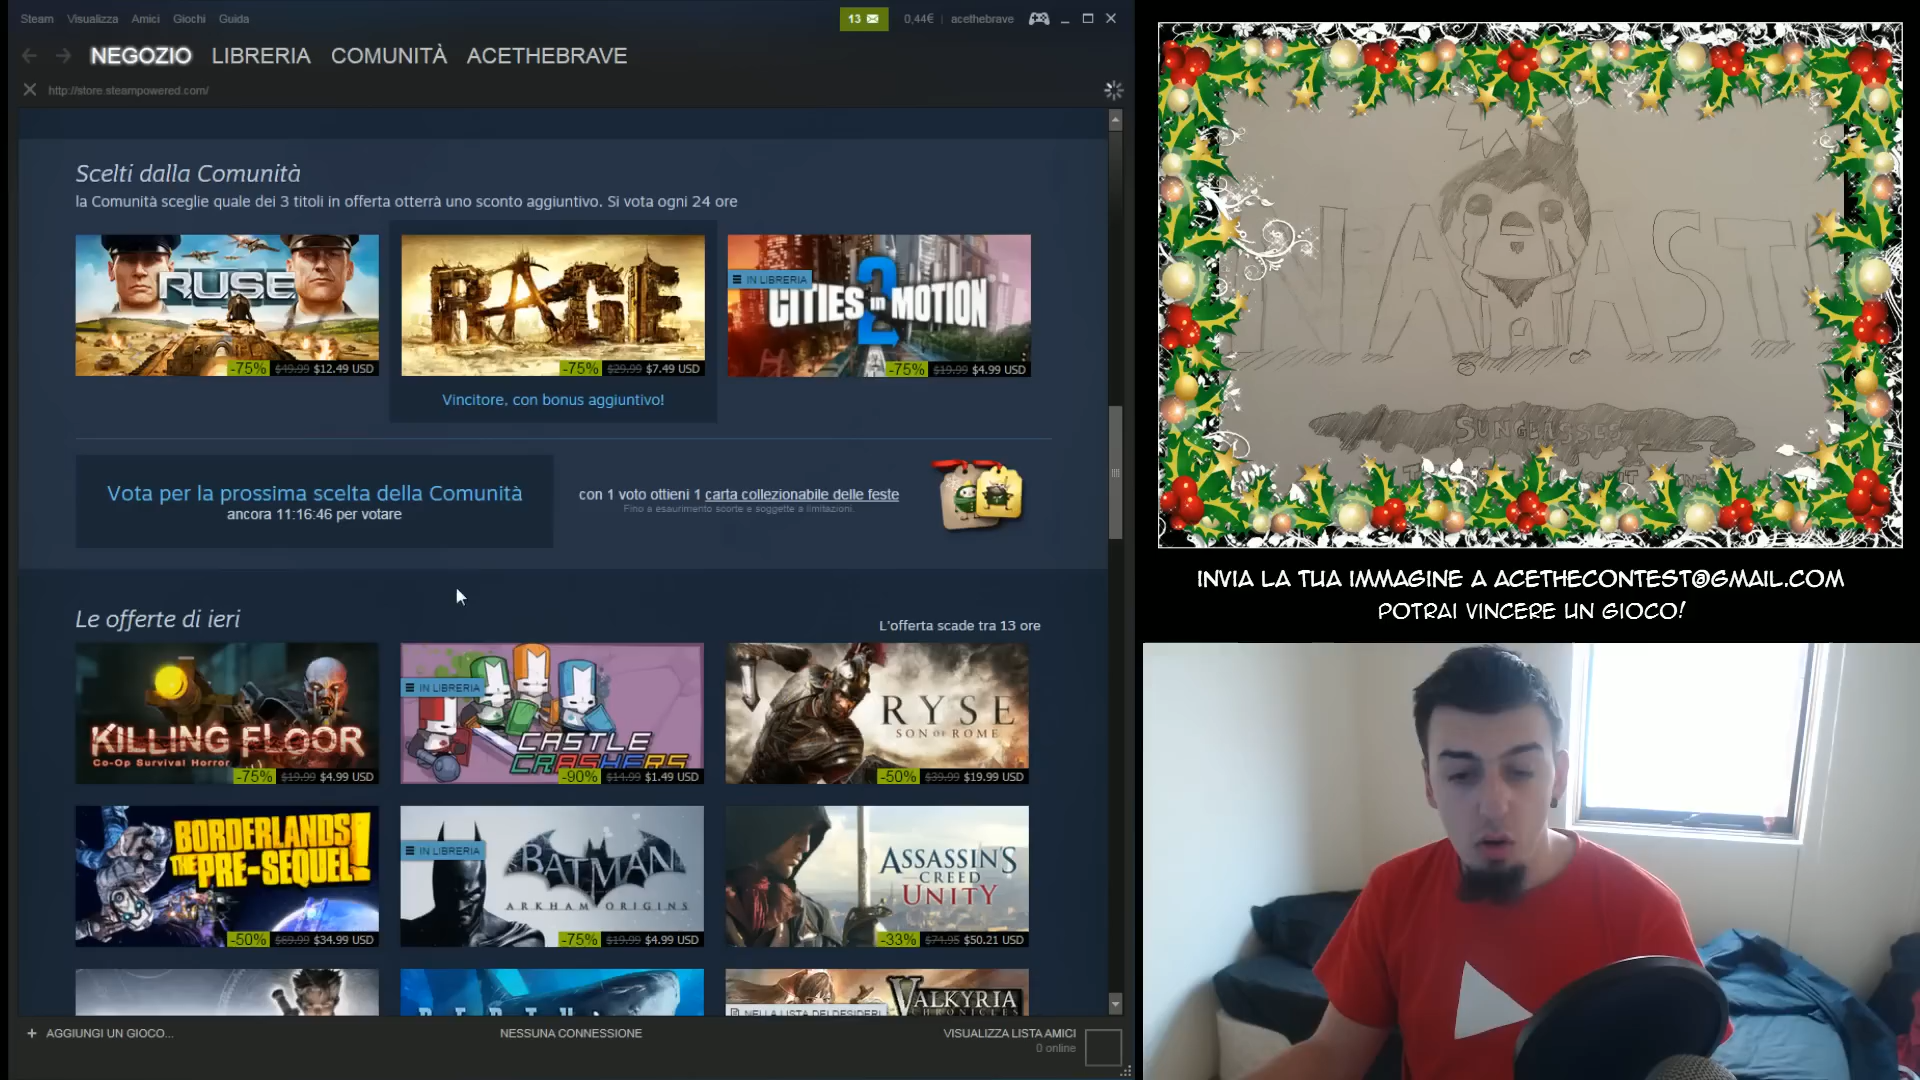 Steam Visualizza Amici Giochi Guida
13
0,44€ | acethebrave
NEGOZIO LIBRERIA COMUNITÀ ACETHEBRAVE
http://store.steampowered.com/
Scelti dalla Comunità
la Comunità sceglie quale dei 3 titoli in offerta otterrà uno sconto aggiuntivo. Si vota ogni 24 ore
RUSE
-75% $49.99 $12.49 USD
RAGE
-75% $29.99 $7.49 USD
Vincitore, con bonus aggiuntivo!
IN LIBRERIA
CITIES in MOTION
2
-75% $19.99 $4.99 USD
Vota per la prossima scelta della Comunità
ancora 11:16:46 per votare
con 1 voto ottieni 1 carta collezionabile delle feste
Fino a esaurimento scorte e soggette a limitazioni.
Le offerte di ieri
L'offerta scade tra 13 ore
KILLING FLOOR
Co-Op Survival Horror
-75% $19.99 $4.99 USD
IN LIBRERIA
CASTLE
CRASHERS
-90% $14.99 $1.49 USD
RYSE
SON OF ROME
-50% $39.99 $19.99 USD
BORDERLANDS
THE PRE-SEQUEL!
-50% $69.99 $34.99 USD
IN LIBRERIA
BATMAN
ARKHAM ORIGINS
-75% $19.99 $4.99 USD
ASSASSIN'S
CREED
UNITY
-33% $74.95 $50.21 USD
VALKYRIA
CHRONICLES
NELLA LISTA DEI DESIDERI
+ AGGIUNGI UN GIOCO...
NESSUNA CONNESSIONE
VISUALIZZA LISTA AMICI
0 online
SUNGLASSES
INVIA LA TUA IMMAGINE A ACETHECONTEST@GMAIL.COM
POTRAI VINCERE UN GIOCO!